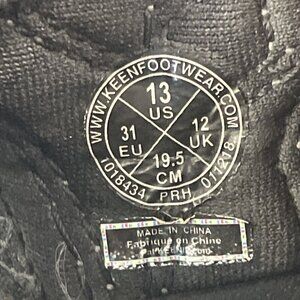 WWW.KEENFOOTWEAR.COM
13
US
31
EU
12
UK
19.5
CM
1018434 PRH 011218
MADE IN CHINA
Fabriqué en Chine